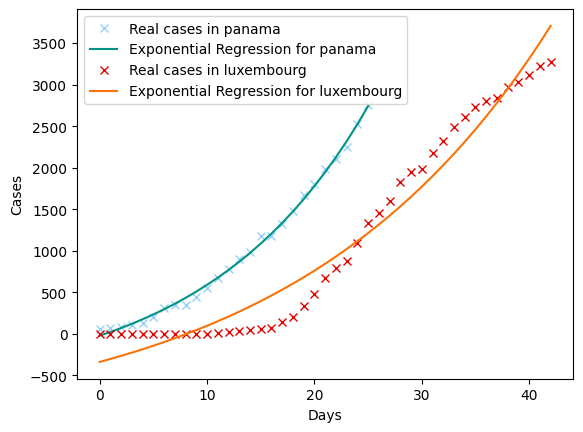 Real cases in panama
Exponential Regression for panama
Real cases in luxembourg
Exponential Regression for luxembourg
3500
3000
2500
2000
1500
1000
500
0
−500
Cases
0 10 20 30 40
Days